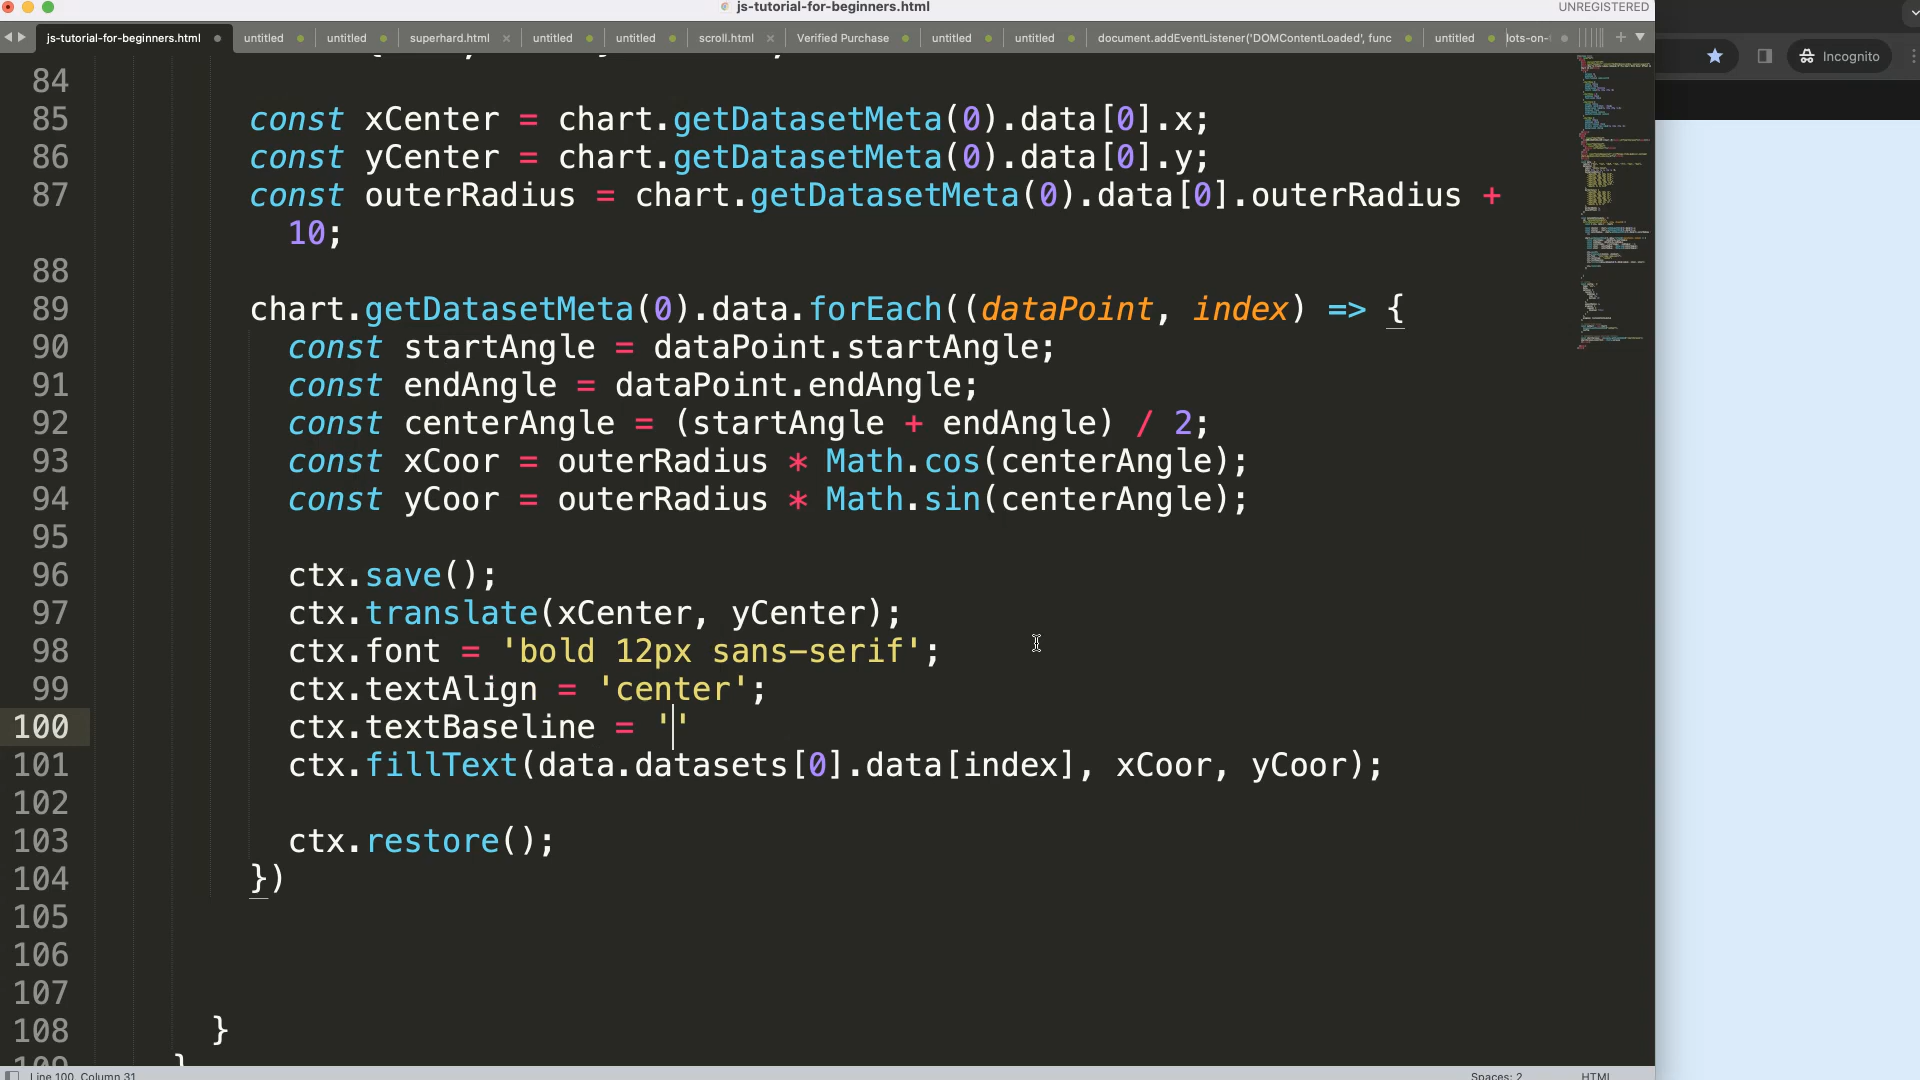 js-tutorial-for-beginners.html
UNREGISTERED
js-tutorial-for-beginners.html untitled untitled superhard.html untitled untitled scroll.html Verified Purchase untitled untitled document.addEventListener('DOMContentLoaded', func untitled lots-on-
Incognito
84
85 const xCenter = chart.getDatasetMeta(0).data[0].x;
86 const yCenter = chart.getDatasetMeta(0).data[0].y;
87 const outerRadius = chart.getDatasetMeta(0).data[0].outerRadius +
10;
88
89 chart.getDatasetMeta(0).data.forEach((dataPoint, index) => {
90 const startAngle = dataPoint.startAngle;
91 const endAngle = dataPoint.endAngle;
92 const centerAngle = (startAngle + endAngle) / 2;
93 const xCoor = outerRadius * Math.cos(centerAngle);
94 const yCoor = outerRadius * Math.sin(centerAngle);
95
96 ctx.save();
97 ctx.translate(xCenter, yCenter);
98 ctx.font = 'bold 12px sans-serif';
99 ctx.textAlign = 'center';
100 ctx.textBaseline = ''
101 ctx.fillText(data.datasets[0].data[index], xCoor, yCoor);
102
103 ctx.restore();
104 })
105
106
107
108 }
109 }
Line 100, Column 31
Spaces: 2
HTML